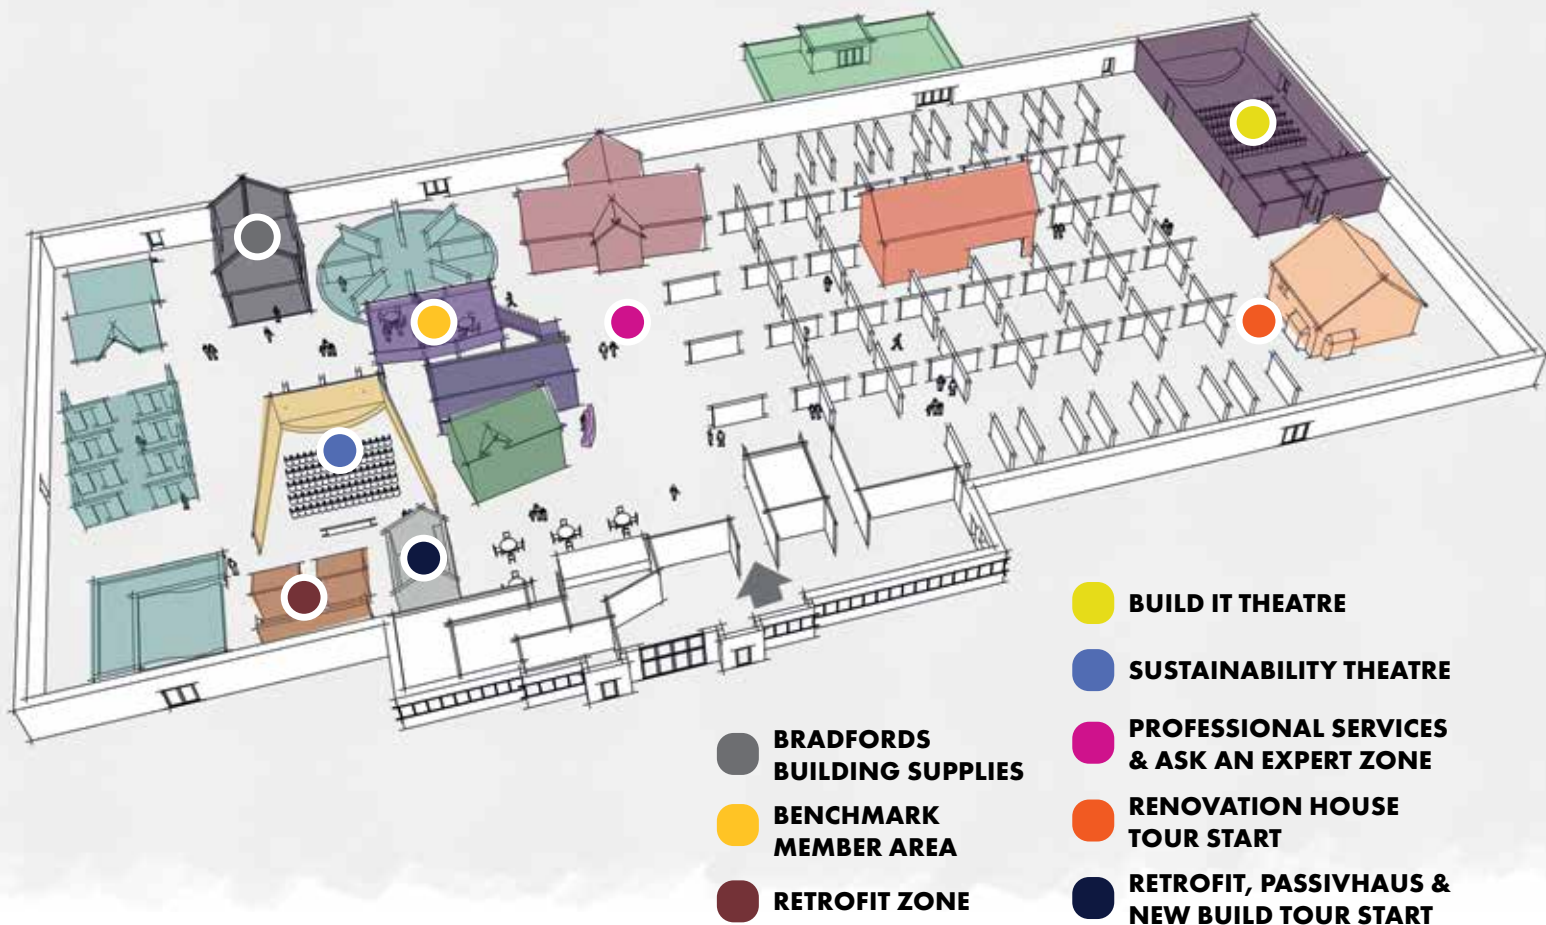 BRADFORDS
BUILDING SUPPLIES
BENCHMARK
MEMBER AREA
RETROFIT ZONE
BUILD IT THEATRE
SUSTAINABILITY THEATRE
PROFESSIONAL SERVICES
& ASK AN EXPERT ZONE
RENOVATION HOUSE
TOUR START
RETROFIT, PASSIVHAUS &
NEW BUILD TOUR START